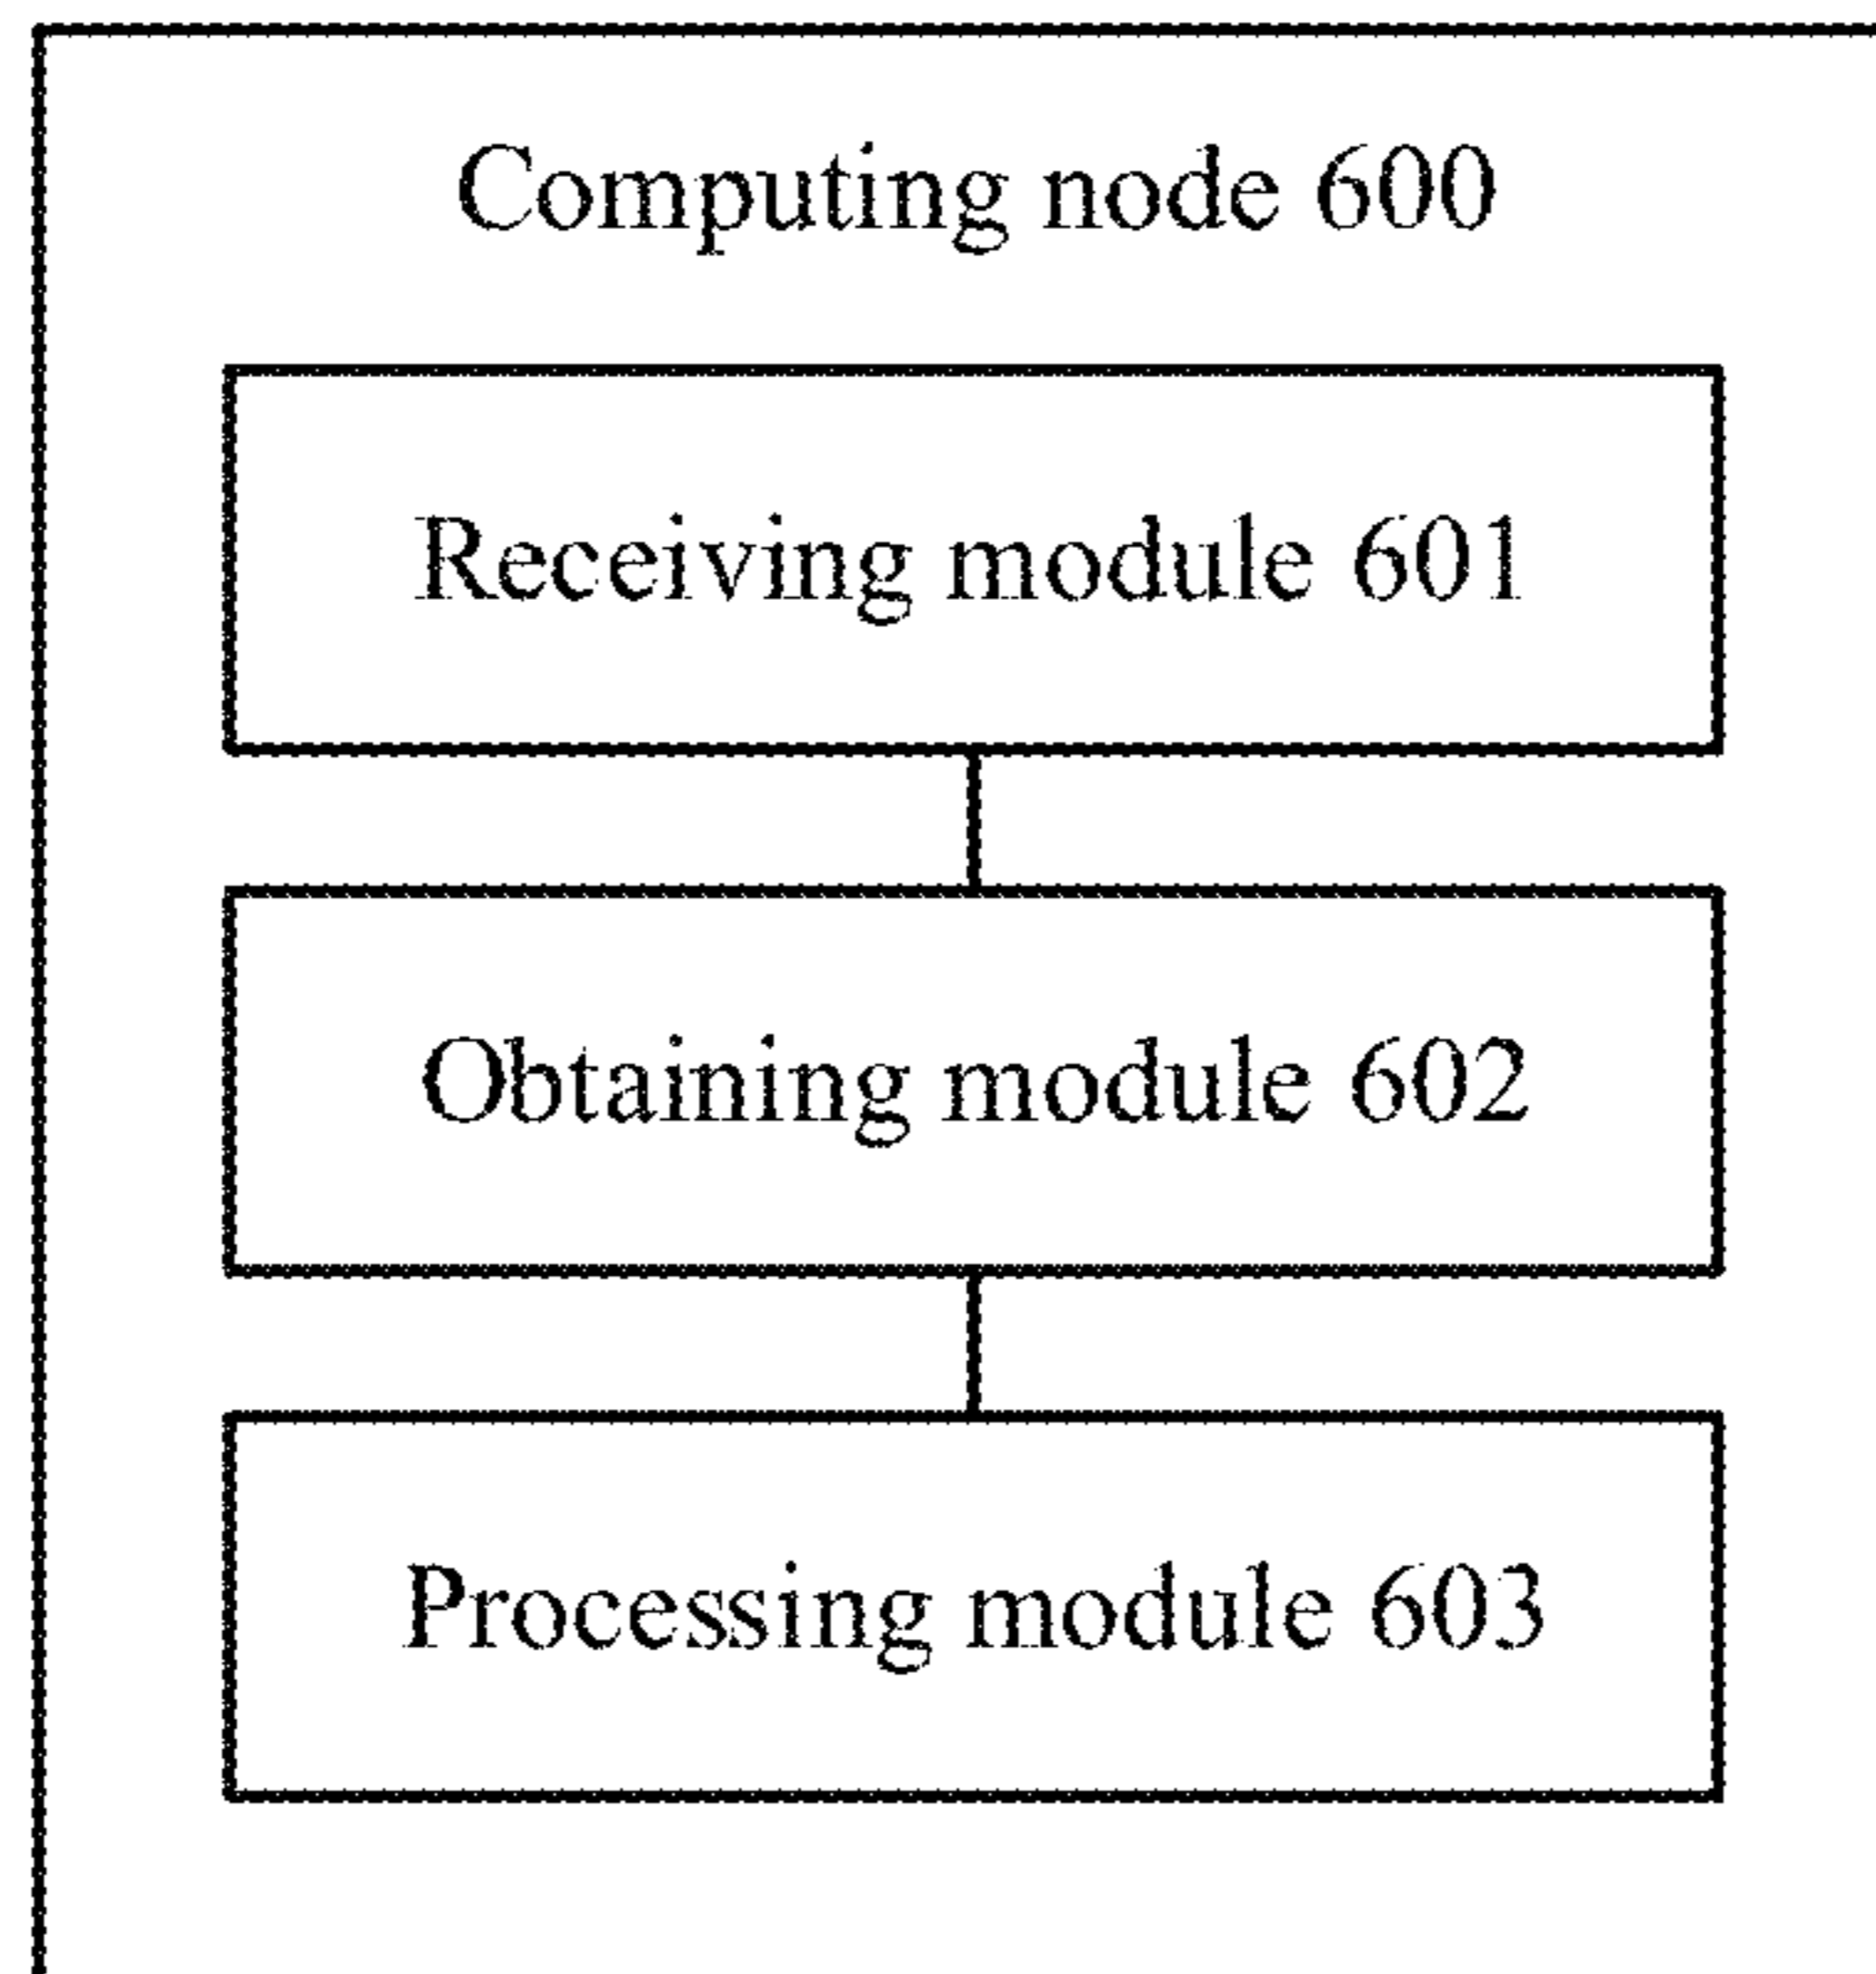 Computing node 600
Receiving module 601
Obtaining module 602
Processing module 603